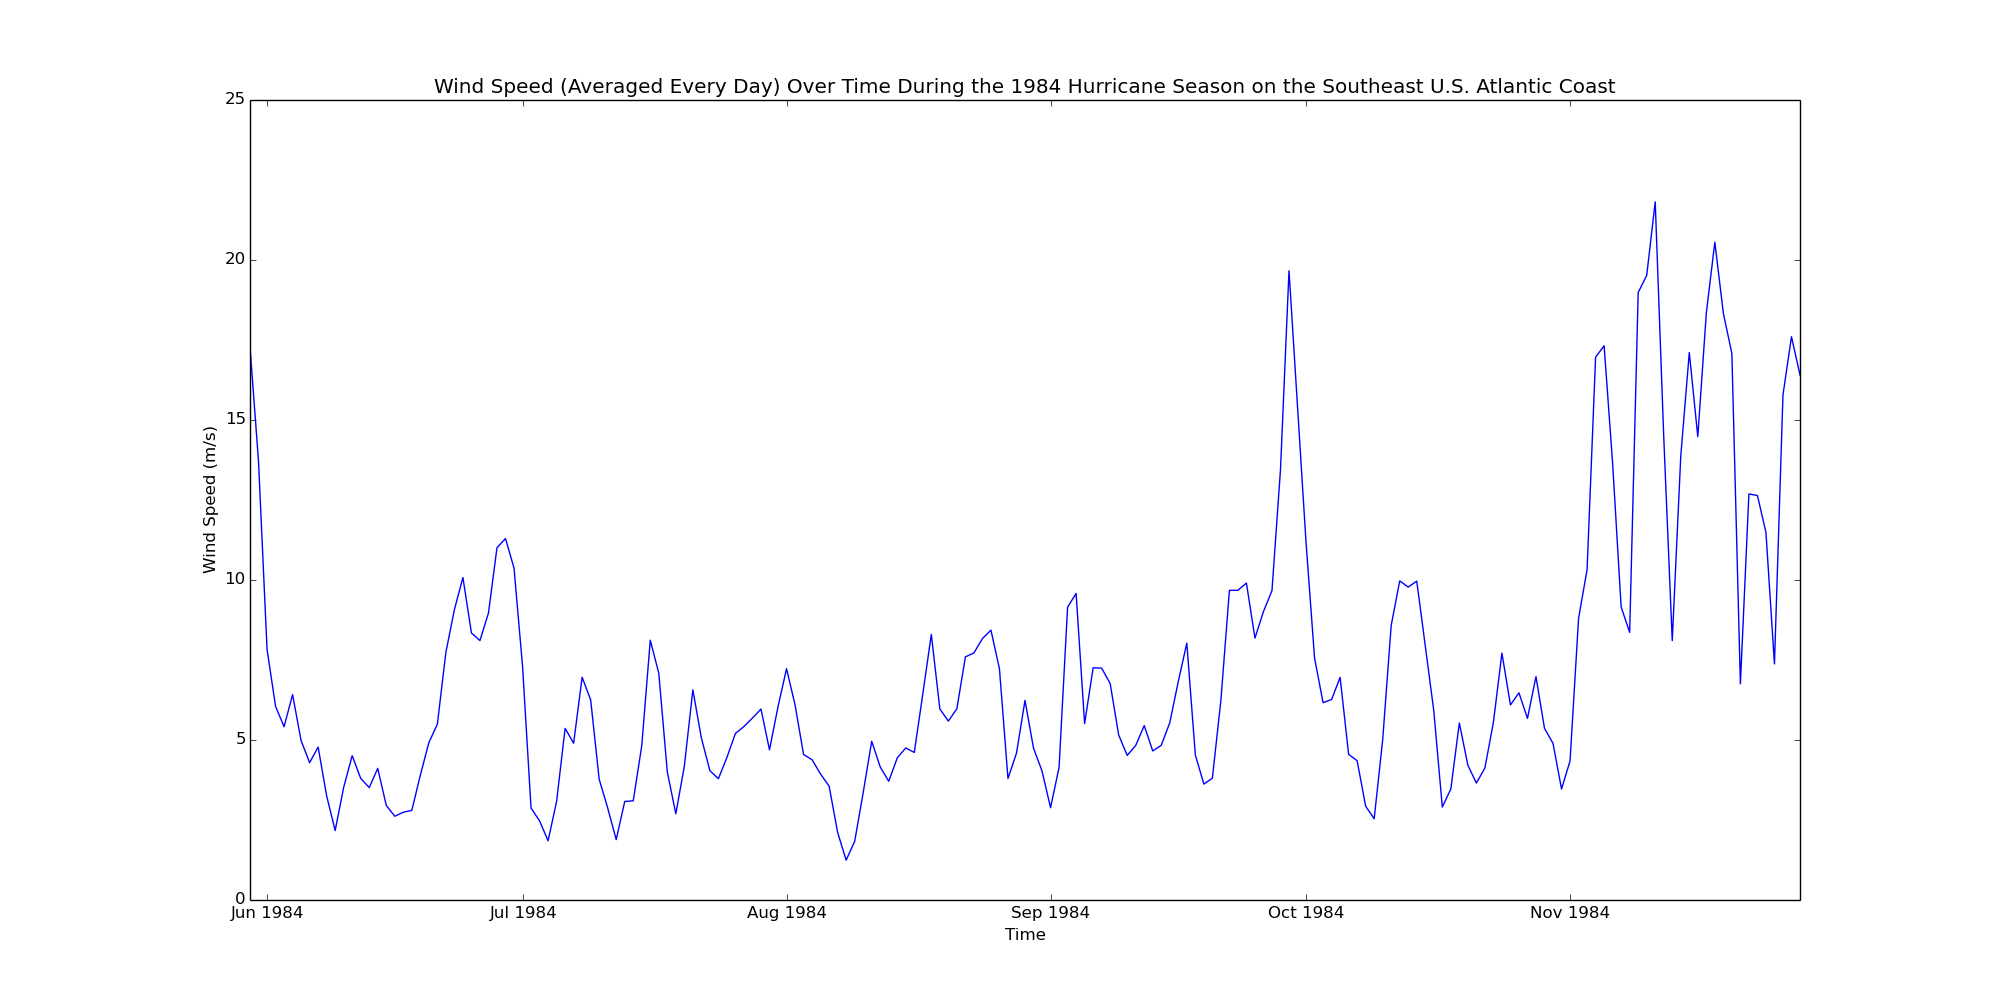 Wind Speed (Averaged Every Day) Over Time During the 1984 Hurricane Season on the Southeast U.S. Atlantic Coast
25
20
15
10
5
0
Wind Speed (m/s)
Jun 1984 Jul 1984 Aug 1984 Sep 1984 Oct 1984 Nov 1984
Time